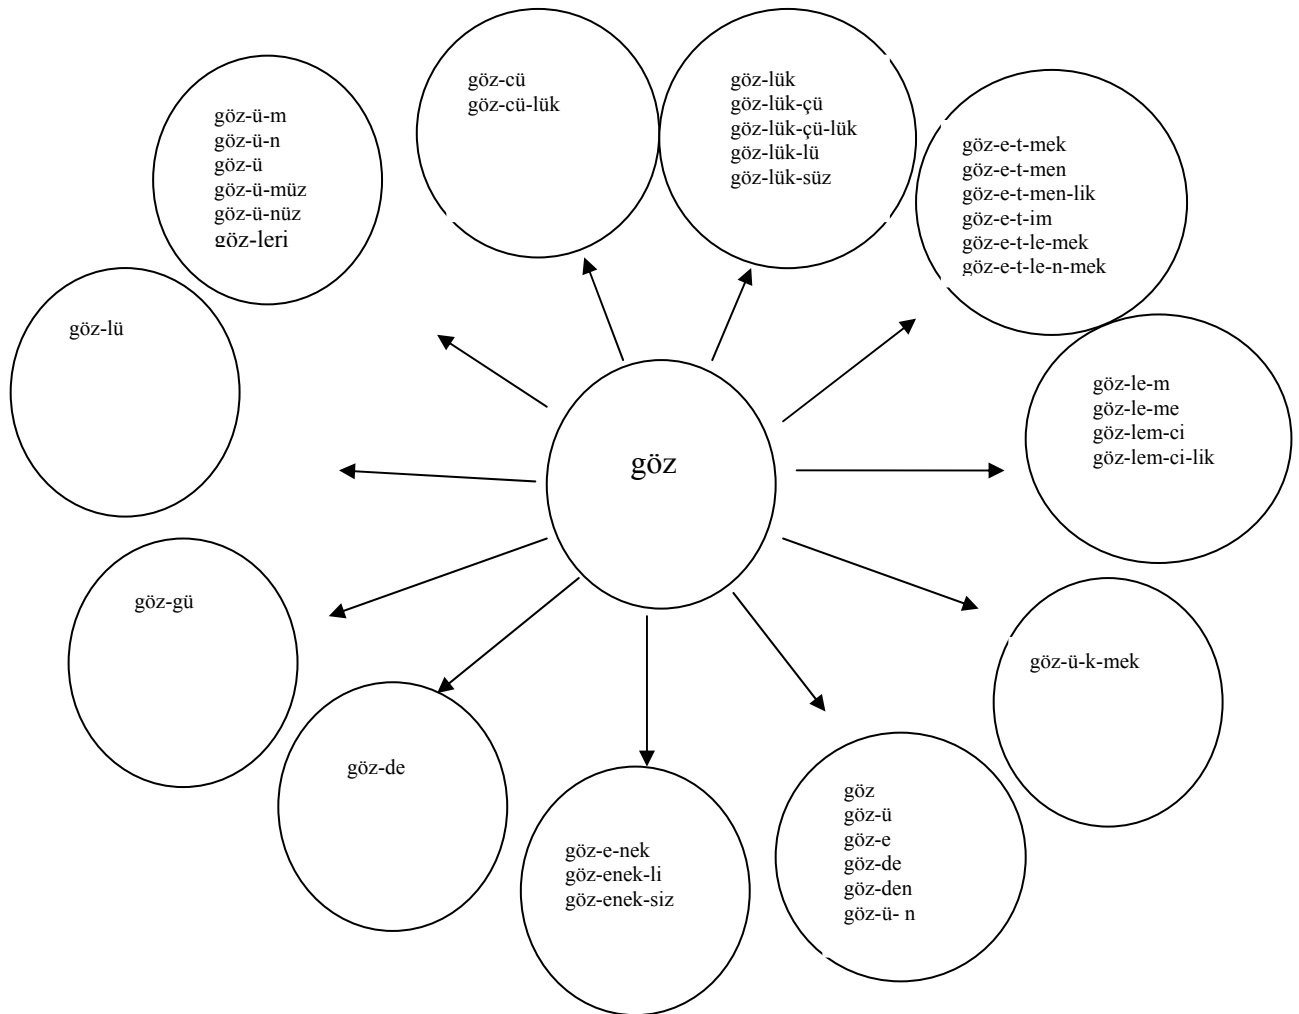 göz-cü
göz-cü-lük
göz-lük
göz-lük-çü
göz-lük-çü-lük
göz-lük-lü
göz-lük-süz
göz-ü-m
göz-ü-n
göz-ü
göz-ü-müz
göz-ü-nüz
göz-leri
göz-e-t-mek
göz-e-t-men
göz-e-t-men-lik
göz-e-t-im
göz-e-t-le-mek
göz-e-t-le-n-mek
göz-lü
göz-le-m
göz-le-me
göz-lem-ci
göz-lem-ci-lik
göz
göz-gü
göz-ü-k-mek
göz-de
göz
göz-ü
göz-e
göz-de
göz-den
göz-ü- n
göz-e-nek
göz-enek-li
göz-enek-siz